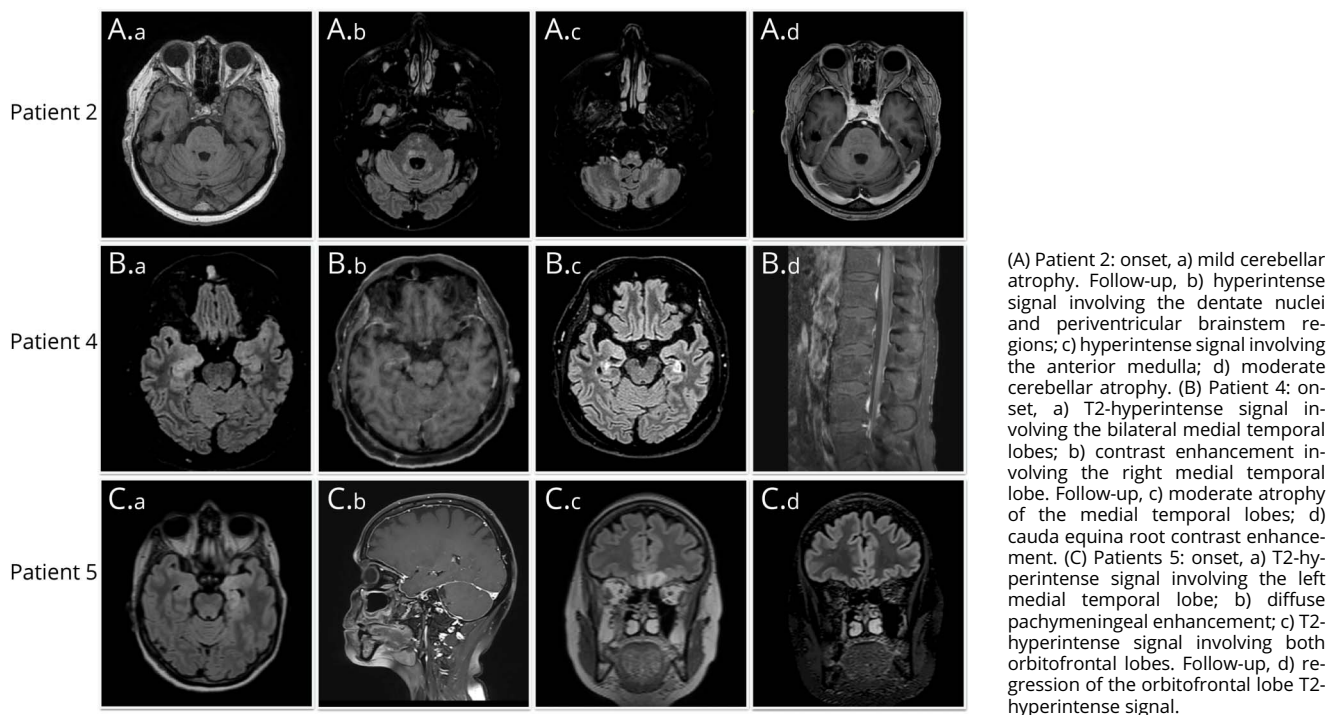 A.a
A.b
A.c
A.d
Patient 2
B.a
B.b
B.c
B.d
Patient 4
C.a
C.b
C.c
C.d
Patient 5
(A) Patient 2: onset, a) mild cerebellar
atrophy. Follow-up, b) hyperintense
signal involving the dentate nuclei
and periventricular brainstem re-
gions; c) hyperintense signal involving
the anterior medulla; d) moderate
cerebellar atrophy. (B) Patient 4: on-
set, a) T2-hyperintense signal in-
volving the bilateral medial temporal
lobes; b) contrast enhancement in-
volving the right medial temporal
lobe. Follow-up, c) moderate atrophy
of the medial temporal lobes; d)
cauda equina root contrast enhance-
ment. (C) Patients 5: onset, a) T2-hy-
perintense signal involving the left
medial temporal lobe; b) diffuse
pachymeningeal enhancement; c) T2-
hyperintense signal involving both
orbitofrontal lobes. Follow-up, d) re-
gression of the orbitofrontal lobe T2-
hyperintense signal.